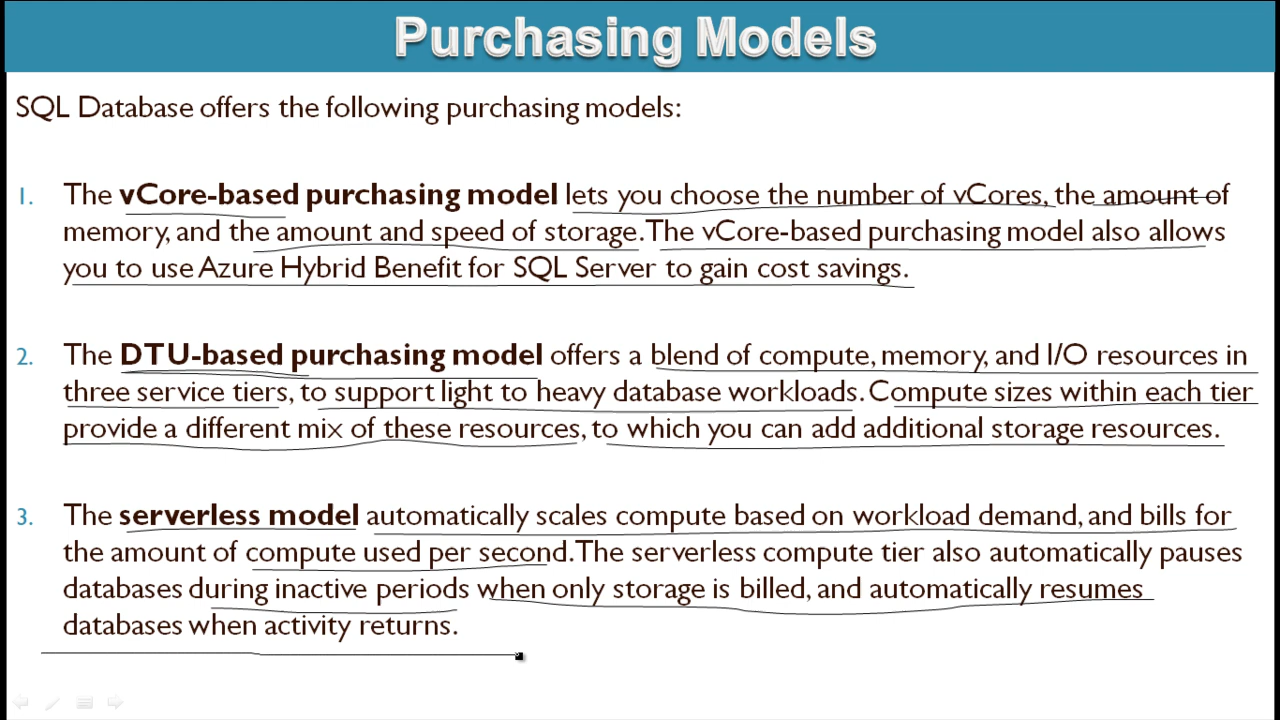 Purchasing Models
SQL Database offers the following purchasing models:
1. The vCore-based purchasing model lets you choose the number of vCores, the amount of
memory, and the amount and speed of storage. The vCore-based purchasing model also allows
you to use Azure Hybrid Benefit for SQL Server to gain cost savings.
2. The DTU-based purchasing model offers a blend of compute, memory, and I/O resources in
three service tiers, to support light to heavy database workloads. Compute sizes within each tier
provide a different mix of these resources, to which you can add additional storage resources.
3. The serverless model automatically scales compute based on workload demand, and bills for
the amount of compute used per second. The serverless compute tier also automatically pauses
databases during inactive periods when only storage is billed, and automatically resumes
databases when activity returns.